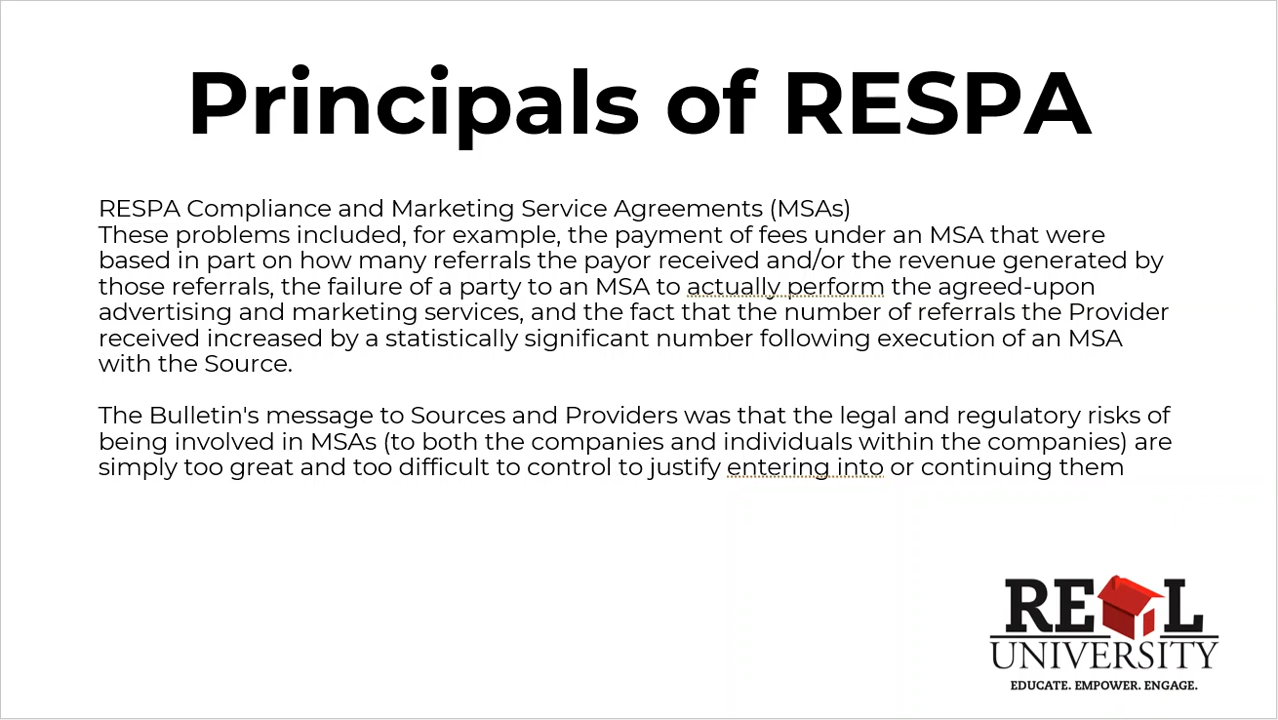 Principals of RESPA
RESPA Compliance and Marketing Service Agreements (MSAs)
These problems included, for example, the payment of fees under an MSA that were
based in part on how many referrals the payor received and/or the revenue generated by
those referrals, the failure of a party to an MSA to actually perform the agreed-upon
advertising and marketing services, and the fact that the number of referrals the Provider
received increased by a statistically significant number following execution of an MSA
with the Source.
The Bulletin's message to Sources and Providers was that the legal and regulatory risks of
being involved in MSAs (to both the companies and individuals within the companies) are
simply too great and too difficult to control to justify entering into or continuing them
REAL
UNIVERSITY
EDUCATE. EMPOWER. ENGAGE.